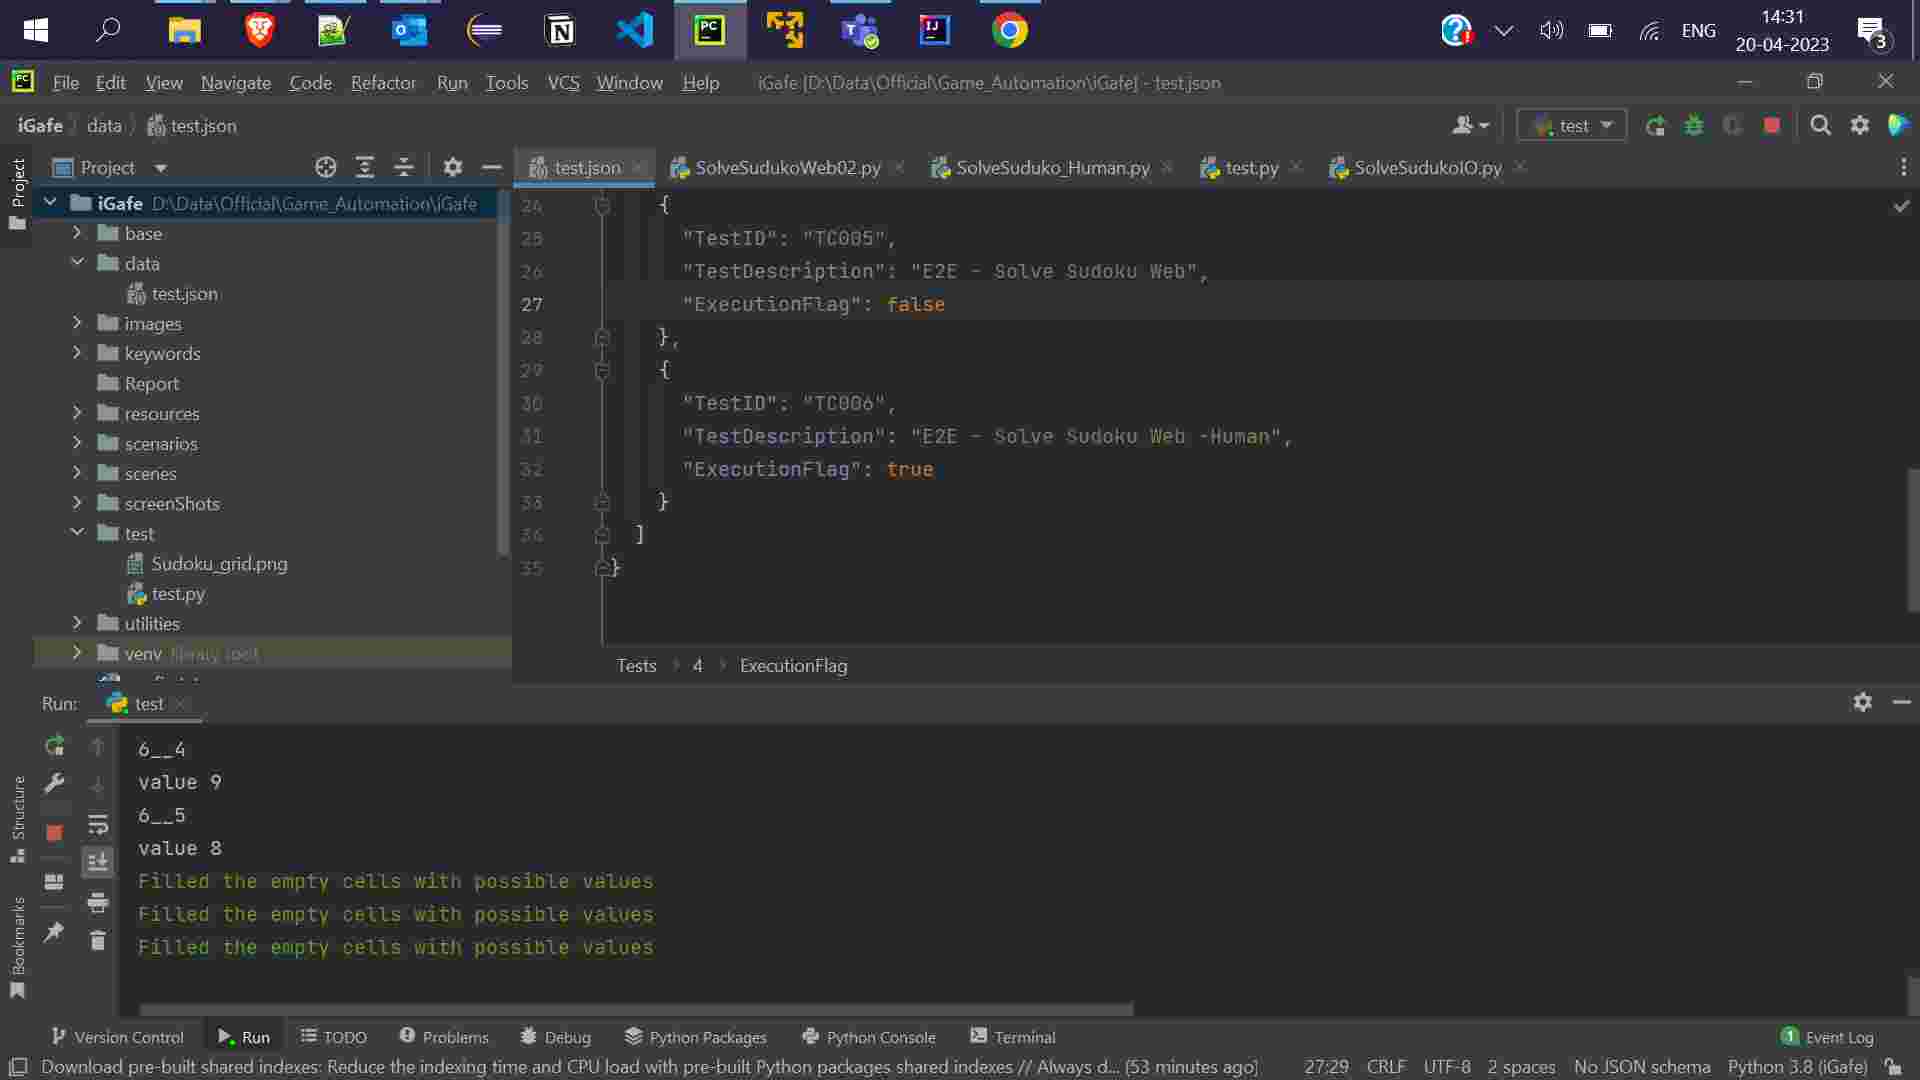 ENG
14:31
20-04-2023
3
File Edit View Navigate Code Refactor Run Tools VCS Window Help iGafe [D:\Data\Official\Game_Automation\iGafe] - test.json
iGafe data test.json
test
Project
test.json SolveSudukoWeb02.py SolveSuduko_Human.py test.py SolveSudukoIO.py
Project
iGafe D:\Data\Official\Game_Automation\iGafe
base
data
test.json
images
keywords
Report
resources
scenarios
scenes
screenShots
test
Sudoku_grid.png
test.py
utilities
venv library root
24 {
25 "TestID": "TC005",
26 "TestDescription": "E2E - Solve Sudoku Web",
27 "ExecutionFlag": false
28 },
29 {
30 "TestID": "TC006",
31 "TestDescription": "E2E - Solve Sudoku Web -Human",
32 "ExecutionFlag": true
33 }
34 ]
35 }
Tests 4 ExecutionFlag
Run: test
6__4
value 9
6__5
value 8
Filled the empty cells with possible values
Filled the empty cells with possible values
Filled the empty cells with possible values
Structure
Bookmarks
Version Control Run TODO Problems Debug Python Packages Python Console Terminal 1 Event Log
Download pre-built shared indexes: Reduce the indexing time and CPU load with pre-built Python packages shared indexes // Always d... (53 minutes ago) 27:29 CRLF UTF-8 2 spaces No JSON schema Python 3.8 (iGafe)